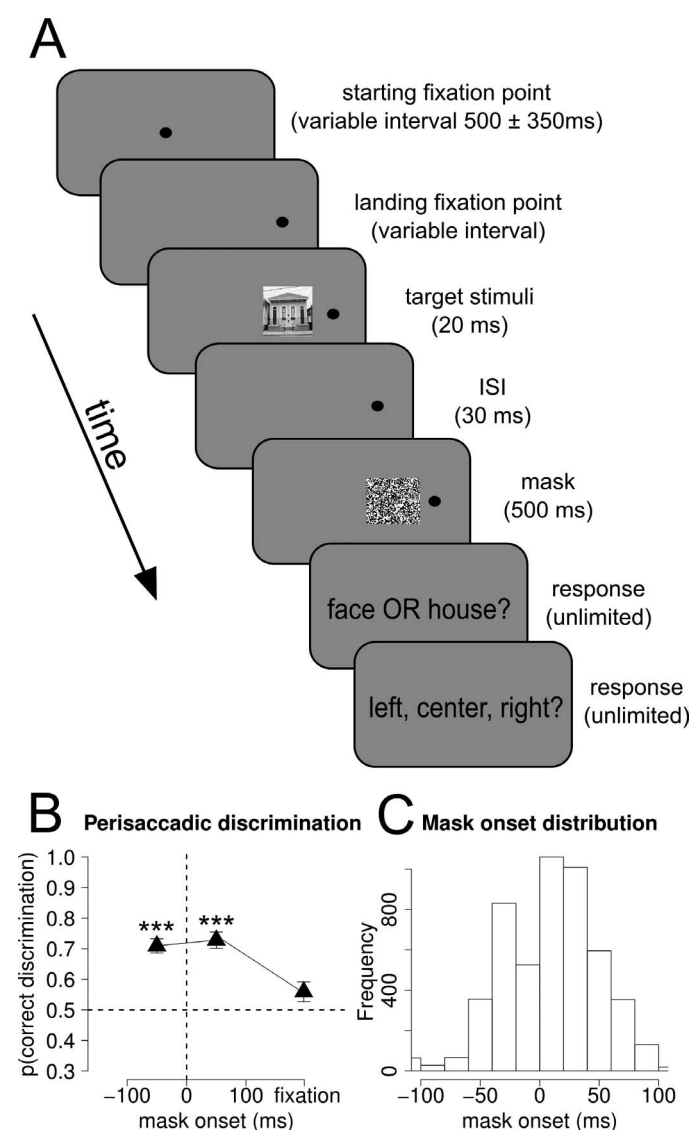 A
starting fixation point
(variable interval 500 ± 350ms)
landing fixation point
(variable interval)
target stimuli
(20 ms)
ISI
(30 ms)
time
mask
(500 ms)
face OR house?
response
(unlimited)
left, center, right?
response
(unlimited)
B Perisaccadic discrimination
p(correct discrimination)
1.0
0.9
0.8
0.7
0.6
0.5
0.4
0.3
*** ***
−100 0 100 fixation
mask onset (ms)
C Mask onset distribution
Frequency
800
400
0
−100 −50 0 50 100
mask onset (ms)